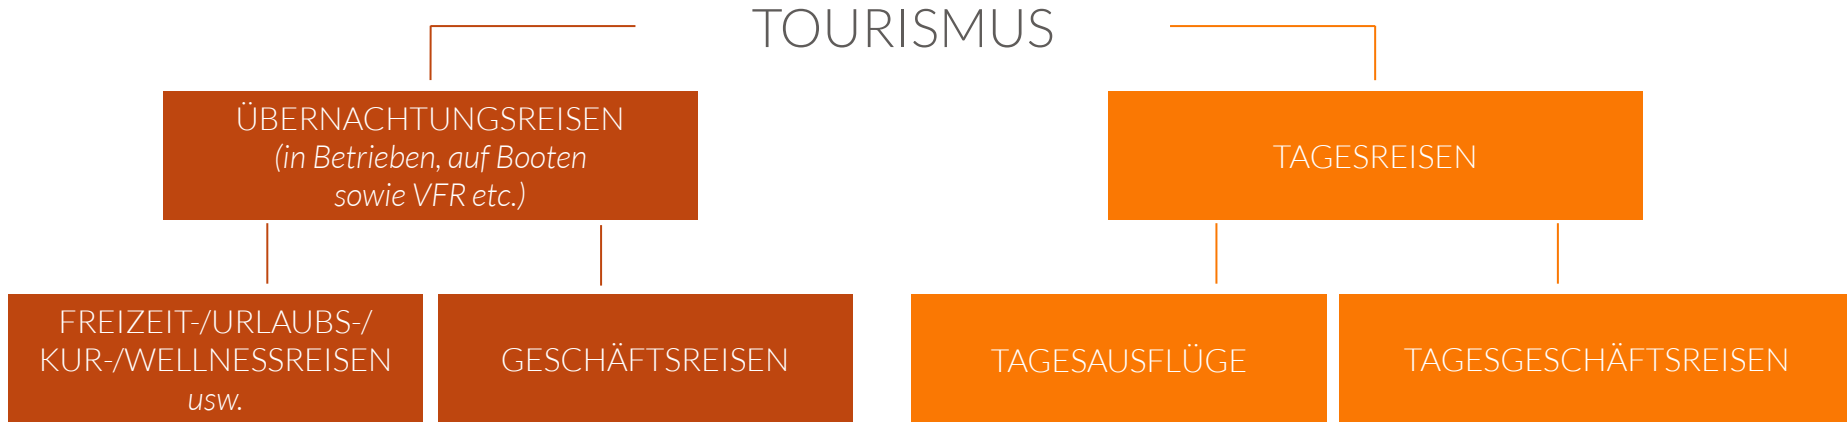 TOURISMUS
ÜBERNACHTUNGSREISEN
(in Betrieben, auf Booten
sowie VFR etc.)
TAGESREISEN
FREIZEIT-/URLAUBS-/
KUR-/WELLNESSREISEN
usw.
GESCHÄFTSREISEN
TAGESAUSFLÜGE
TAGESGESCHÄFTSREISEN